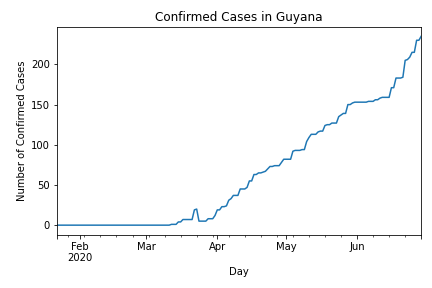 Confirmed Cases in Guyana
Number of Confirmed Cases
200
150
100
50
0
Feb Mar Apr May Jun
2020
Day